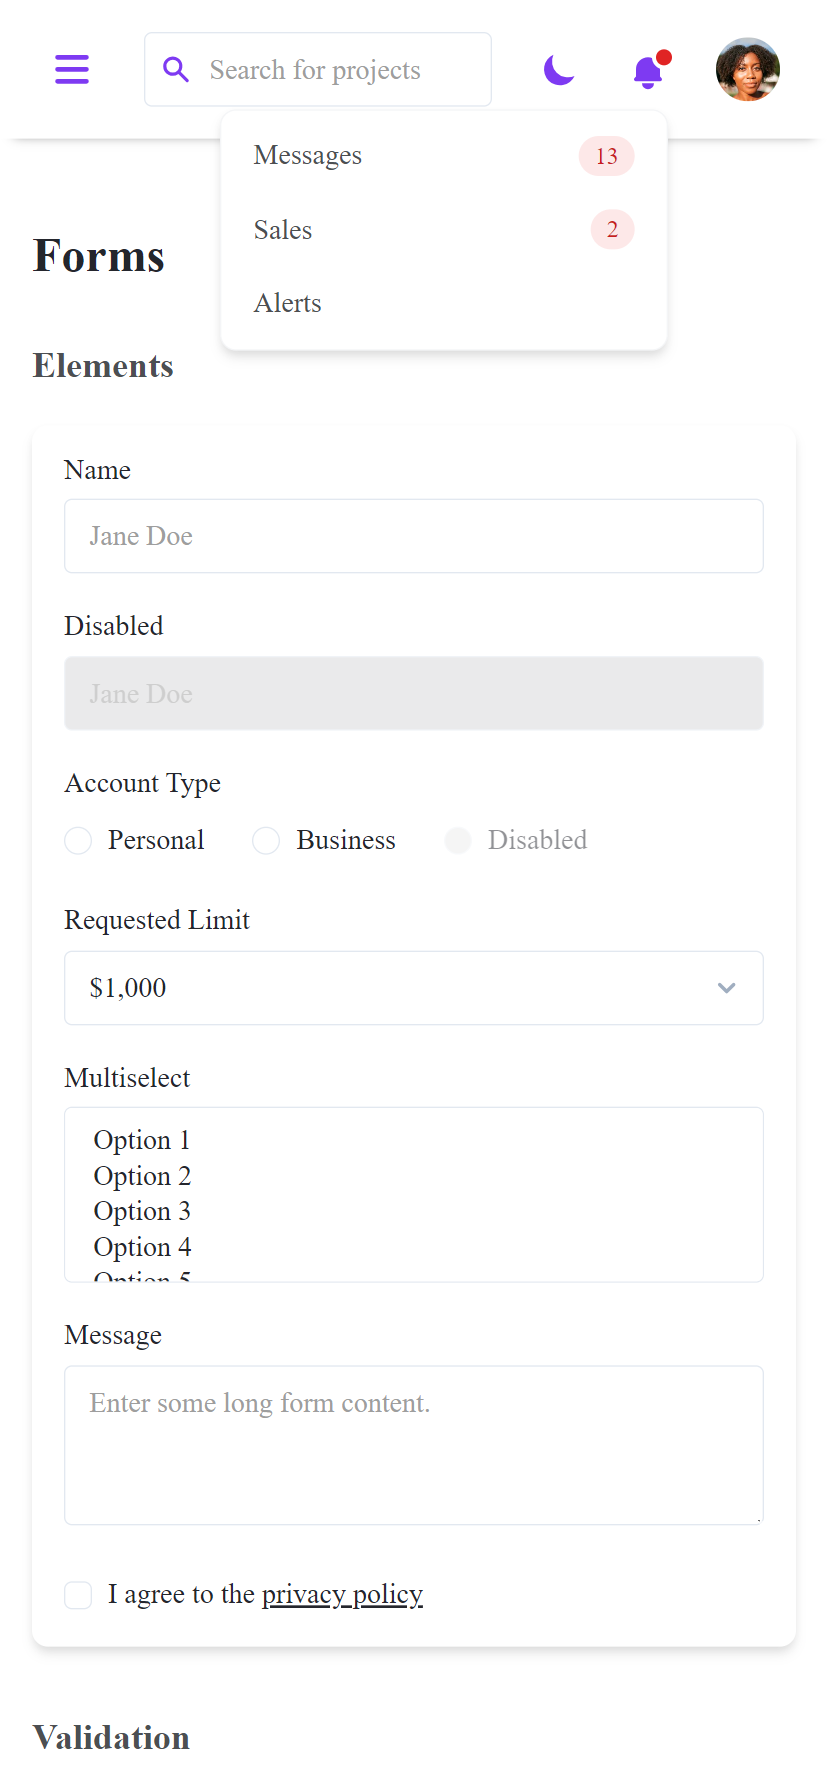 Search for projects
Messages 13
Sales 2
Alerts
Forms
Elements
Name
Jane Doe
Disabled
Jane Doe
Account Type
Personal Business Disabled
Requested Limit
$1,000
Multiselect
Option 1
Option 2
Option 3
Option 4
Option 5
Message
Enter some long form content.
I agree to the privacy policy
Validation